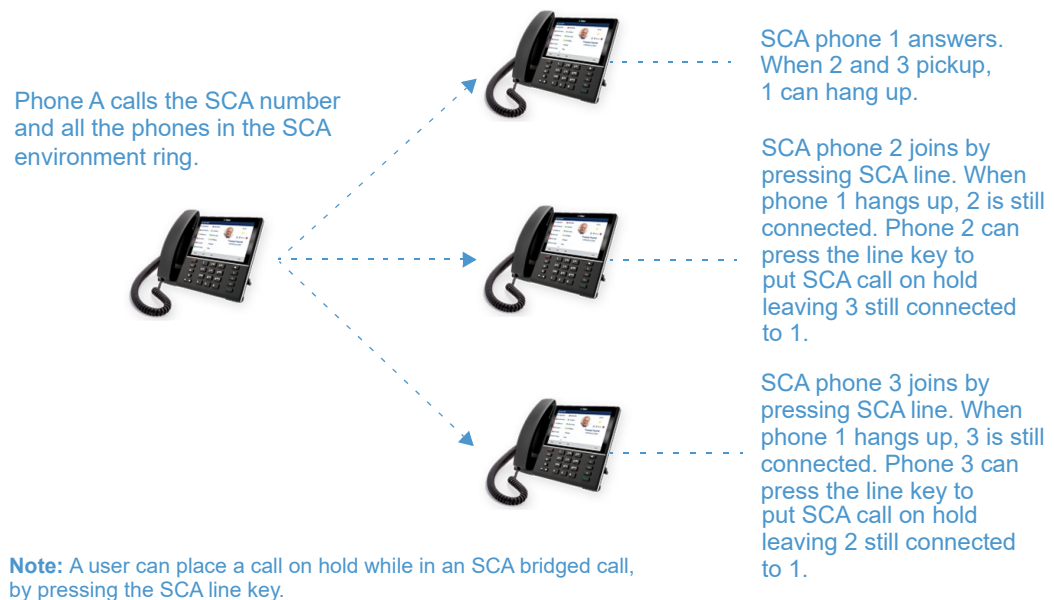 Phone A calls the SCA number
and all the phones in the SCA
environment ring.
SCA phone 1 answers.
When 2 and 3 pickup,
1 can hang up.
SCA phone 2 joins by
pressing SCA line. When
phone 1 hangs up, 2 is still
connected. Phone 2 can
press the line key to
put SCA call on hold
leaving 3 still connected
to 1.
SCA phone 3 joins by
pressing SCA line. When
phone 1 hangs up, 3 is still
connected. Phone 3 can
press the line key to
put SCA call on hold
leaving 2 still connected
to 1.
Note: A user can place a call on hold while in an SCA bridged call,
by pressing the SCA line key.